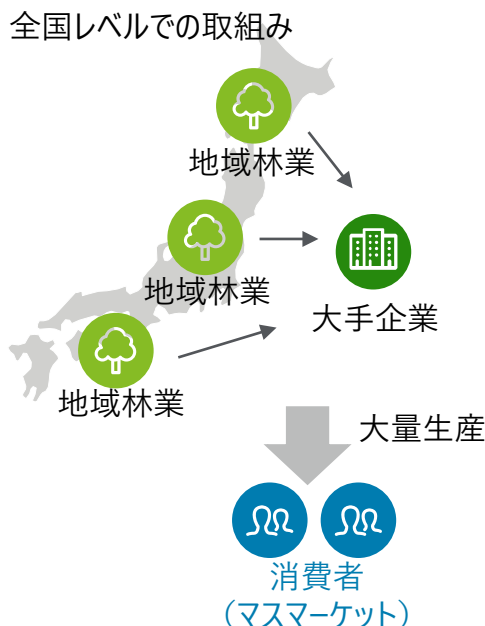 全国レベルでの取組み
地域林業
地域林業
大手企業
地域林業
大量生産
消費者
（マスマーケット）